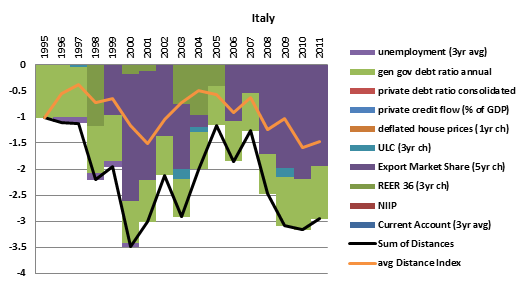 Italy
1995 1996 1997 1998 1999 2000 2001 2002 2003 2004 2005 2006 2007 2008 2009 2010 2011
0
-0.5
-1
-1.5
-2
-2.5
-3
-3.5
-4
unemployment (3yr avg)
gen gov debt ratio annual
private debt ratio consolidated
private credit flow (% of GDP)
deflated house prices (1yr ch)
ULC (3yr ch)
Export Market Share (5yr ch)
REER 36 (3yr ch)
NIIP
Current Account (3yr avg)
Sum of Distances
avg Distance Index